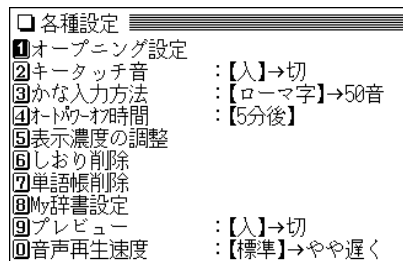 各種設定
1オープニング設定
2キータッチ音 :【入】→切
3かな入力方法 :【ローマ字】→50音
4オートパワーオフ時間 :【5分後】
5表示濃度の調整
6しおり削除
7単語帳削除
8My辞書設定
9プレビュー :【入】→切
0音声再生速度 :【標準】→やや遅く